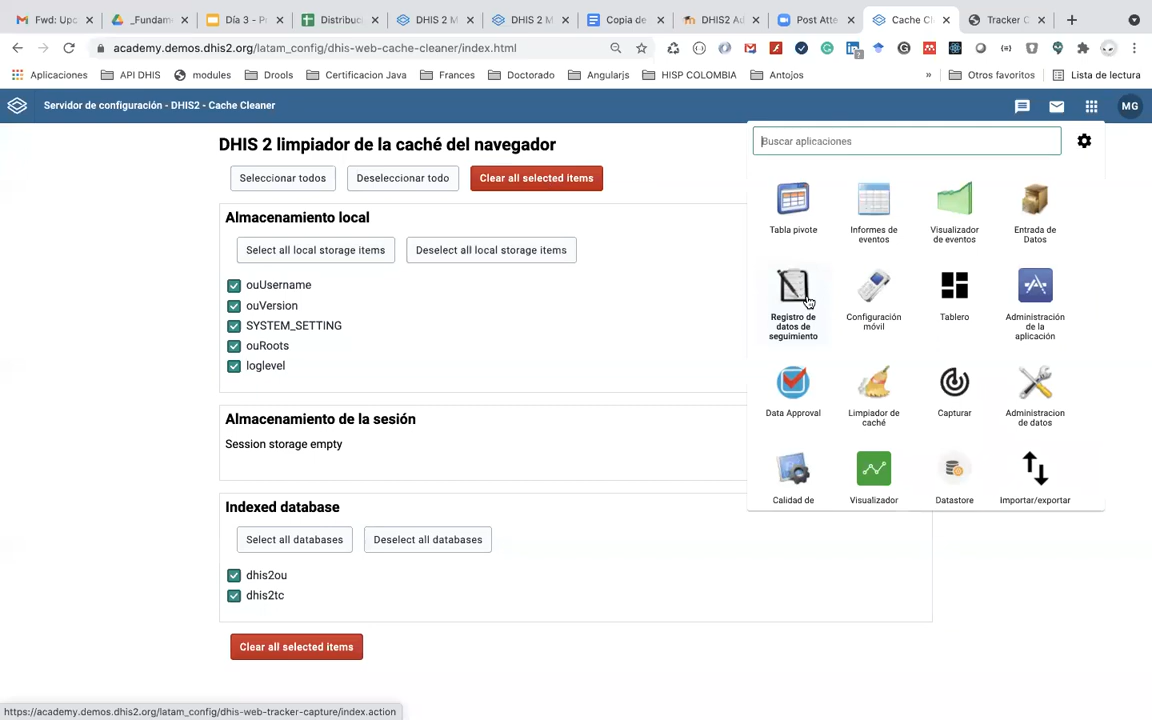 Fwd: Upc
_Fundam
Día 3 - P
Distribuc
DHIS 2 M
DHIS 2 M
Copia de
DHIS2 Ad
Post Atte
Cache Cl
Tracker C
academy.demos.dhis2.org/latam_config/dhis-web-cache-cleaner/index.html
Aplicaciones
API DHIS
modules
Drools
Certificacion Java
Frances
Doctorado
Angularjs
HISP COLOMBIA
Antojos
»
Otros favoritos
Lista de lectura
Servidor de configuración - DHIS2 - Cache Cleaner
MG
DHIS 2 limpiador de la caché del navegador
Seleccionar todos
Deseleccionar todo
Clear all selected items
Almacenamiento local
Select all local storage items
Deselect all local storage items
ouUsername
ouVersion
SYSTEM_SETTING
ouRoots
loglevel
Almacenamiento de la sesión
Session storage empty
Indexed database
Select all databases
Deselect all databases
dhis2ou
dhis2tc
Clear all selected items
Buscar aplicaciones
Tabla pivote
Informes de
eventos
Visualizador
de eventos
Entrada de
Datos
Registro de
datos de
seguimiento
Configuración
móvil
Tablero
Administración
de la
aplicación
Data Approval
Limpiador de
caché
Capturar
Administracion
de datos
Calidad de
Visualizador
Datastore
Importar/exportar
https://academy.demos.dhis2.org/latam_config/dhis-web-tracker-capture/index.action